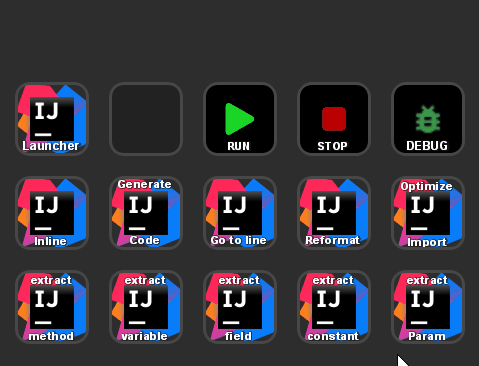 IJ
Launcher
RUN
STOP
DEBUG
IJ
Inline
Generate
IJ
Code
IJ
Go to line
IJ
Reformat
Optimize
IJ
Import
extract
IJ
method
extract
IJ
variable
extract
IJ
field
extract
IJ
constant
extract
IJ
Param